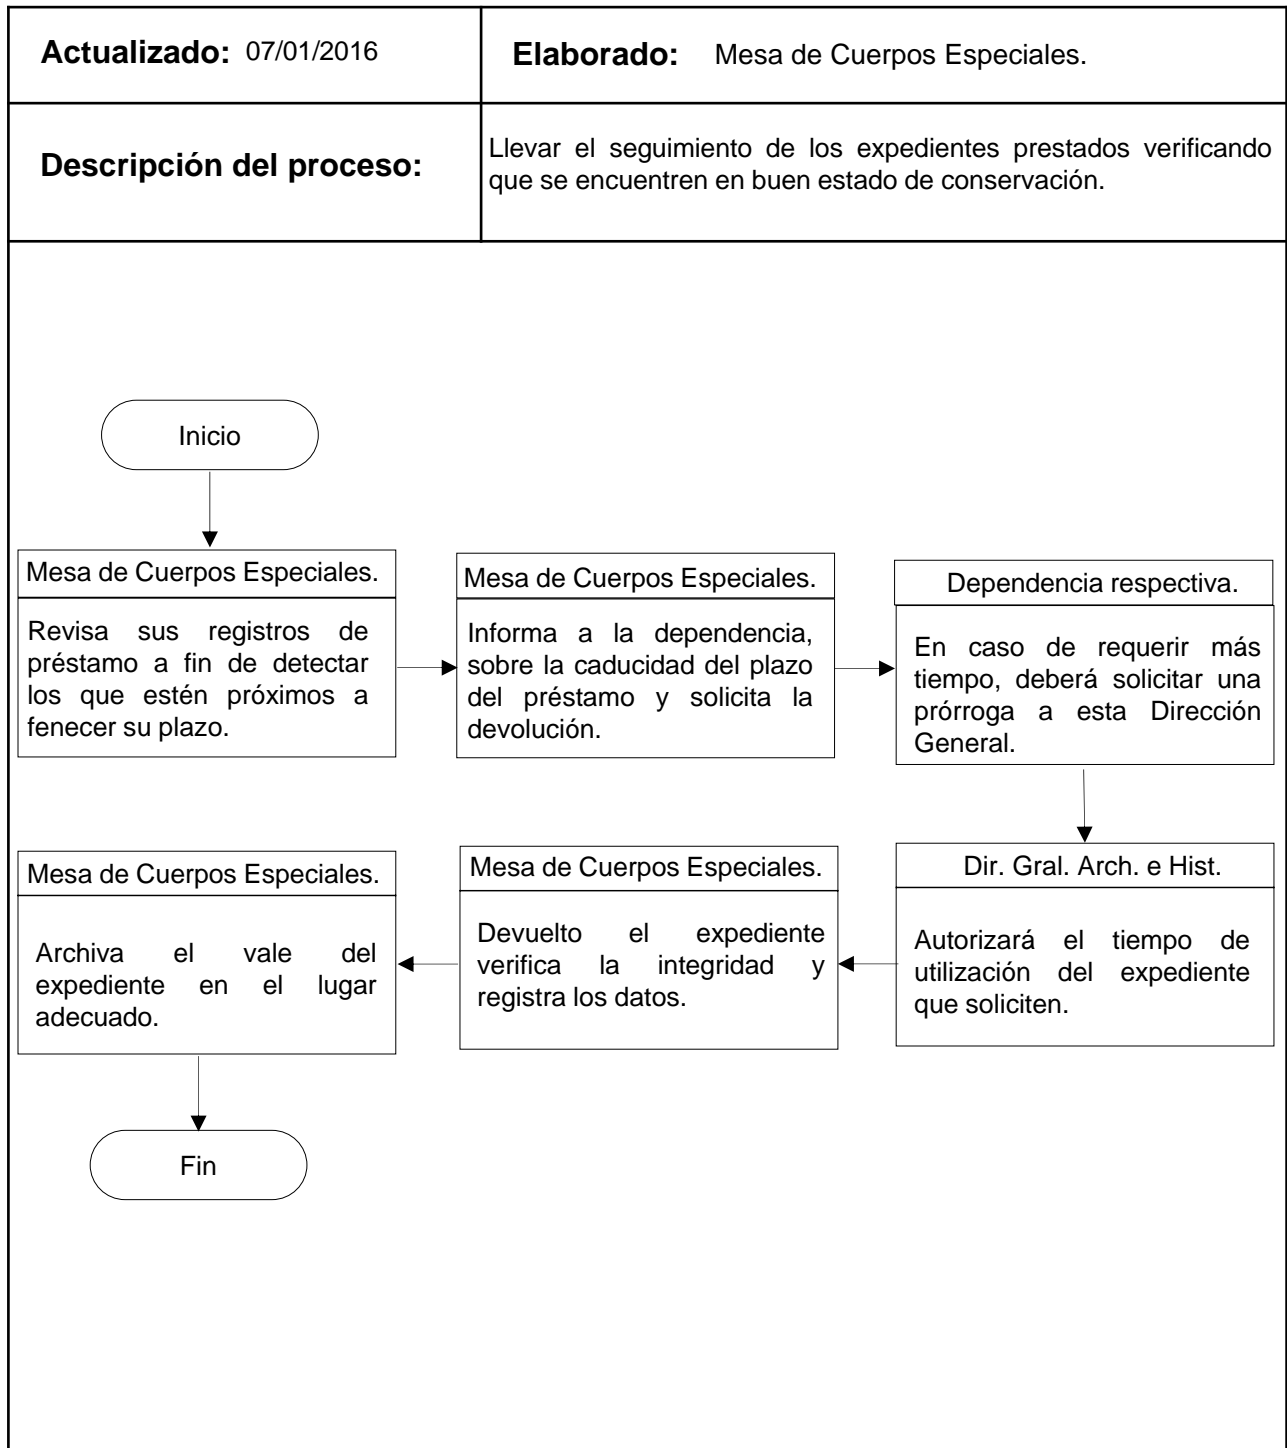 Actualizado: 07/01/2016
Elaborado: Mesa de Cuerpos Especiales.
Descripción del proceso:
Llevar el seguimiento de los expedientes prestados verificando
que se encuentren en buen estado de conservación.
Inicio
Mesa de Cuerpos Especiales.
Revisa sus registros de
préstamo a fin de detectar
los que estén próximos a
fenecer su plazo.
Mesa de Cuerpos Especiales.
Informa a la dependencia,
sobre la caducidad del plazo
del préstamo y solicita la
devolución.
Dependencia respectiva.
En caso de requerir más
tiempo, deberá solicitar una
prórroga a esta Dirección
General.
Dir. Gral. Arch. e Hist.
Autorizará el tiempo de
utilización del expediente
que soliciten.
Mesa de Cuerpos Especiales.
Devuelto el expediente
verifica la integridad y
registra los datos.
Mesa de Cuerpos Especiales.
Archiva el vale del
expediente en el lugar
adecuado.
Fin